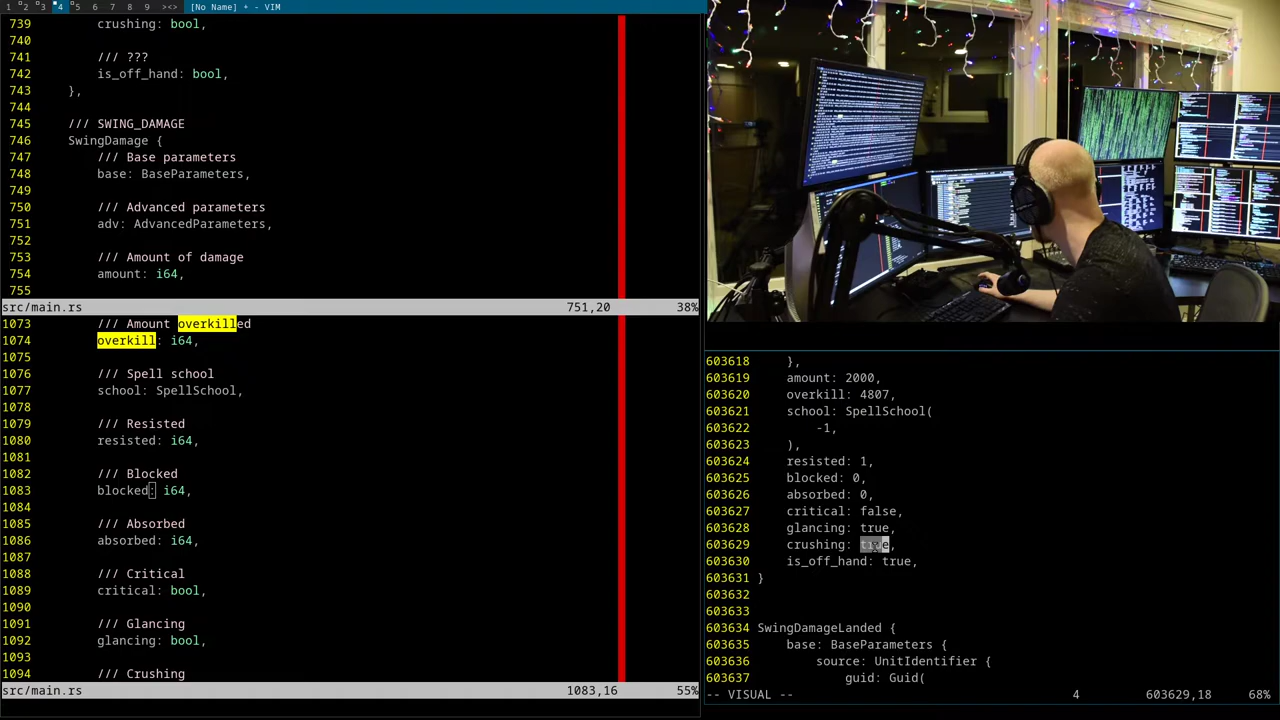 1 2 3 4 5 6 7 8 9 ><> [No Name] + - VIM
739 crushing: bool,
740
741 /// ???
742 is_off_hand: bool,
743 },
744
745 /// SWING_DAMAGE
746 SwingDamage {
747 /// Base parameters
748 base: BaseParameters,
749
750 /// Advanced parameters
751 adv: AdvancedParameters,
752
753 /// Amount of damage
754 amount: i64,
755
src/main.rs 751,20 38%
1073 /// Amount overkilled
1074 overkill: i64,
1075
1076 /// Spell school
1077 school: SpellSchool,
1078
1079 /// Resisted
1080 resisted: i64,
1081
1082 /// Blocked
1083 blocked: i64,
1084
1085 /// Absorbed
1086 absorbed: i64,
1087
1088 /// Critical
1089 critical: bool,
1090
1091 /// Glancing
1092 glancing: bool,
1093
1094 /// Crushing
src/main.rs 1083,16 55%
603618 },
603619 amount: 2000,
603620 overkill: 4807,
603621 school: SpellSchool(
603622 -1,
603623 ),
603624 resisted: 1,
603625 blocked: 0,
603626 absorbed: 0,
603627 critical: false,
603628 glancing: true,
603629 crushing: true,
603630 is_off_hand: true,
603631 }
603632
603633
603634 SwingDamageLanded {
603635 base: BaseParameters {
603636 source: UnitIdentifier {
603637 guid: Guid(
-- VISUAL -- 4 603629,18 68%